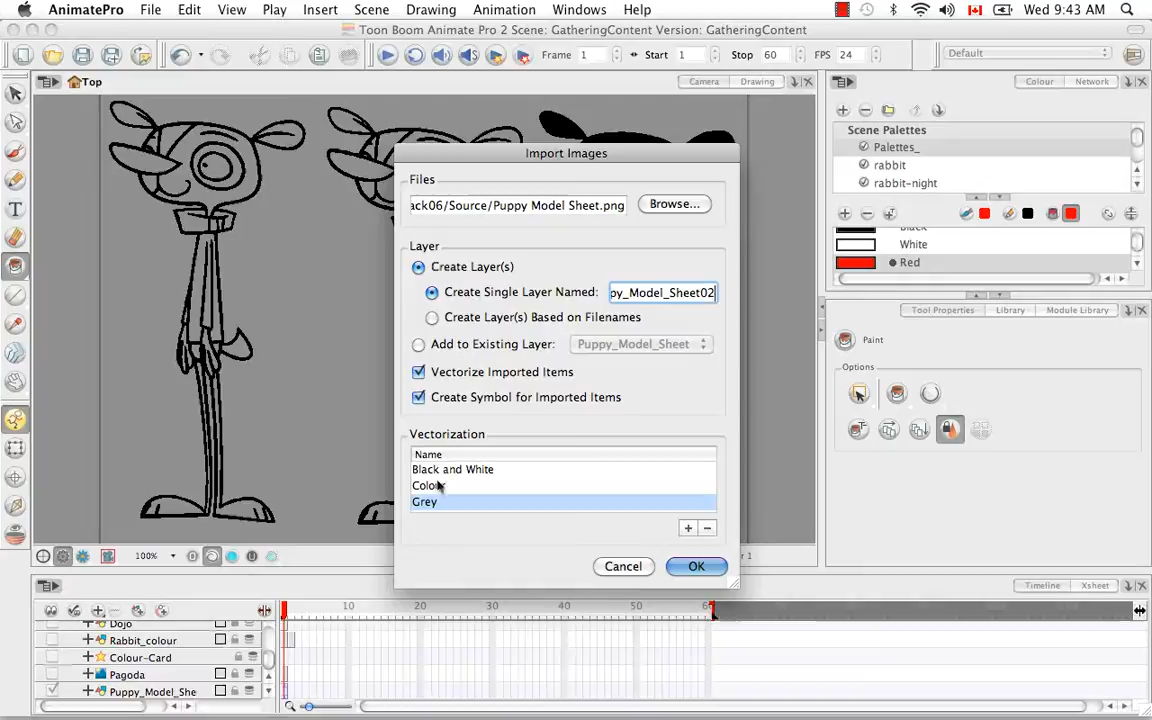 AnimatePro File Edit View Play Insert Scene Drawing Animation Windows Help Wed 9:43 AM
Toon Boom Animate Pro 2 Scene: GatheringContent Version: GatheringContent
Frame 1 Start 1 Stop 60 FPS 24 Default
Top Camera Drawing Colour Network
Import Images
Files
ack06/Source/Puppy Model Sheet.png Browse...
Layer
Create Layer(s)
Create Single Layer Named: py_Model_Sheet02
Create Layer(s) Based on Filenames
Add to Existing Layer: Puppy_Model_Sheet
Vectorize Imported Items
Create Symbol for Imported Items
Vectorization
Name
Black and White
Colour
Grey
+ −
Cancel OK
Scene Palettes
Palettes_
rabbit
rabbit-night
Black
White
Red
Tool Properties Library Module Library
Paint
Options
100%
Timeline Xsheet
10 20 30 40 50 60
Dojo
Rabbit_colour
Colour-Card
Pagoda
Puppy_Model_She